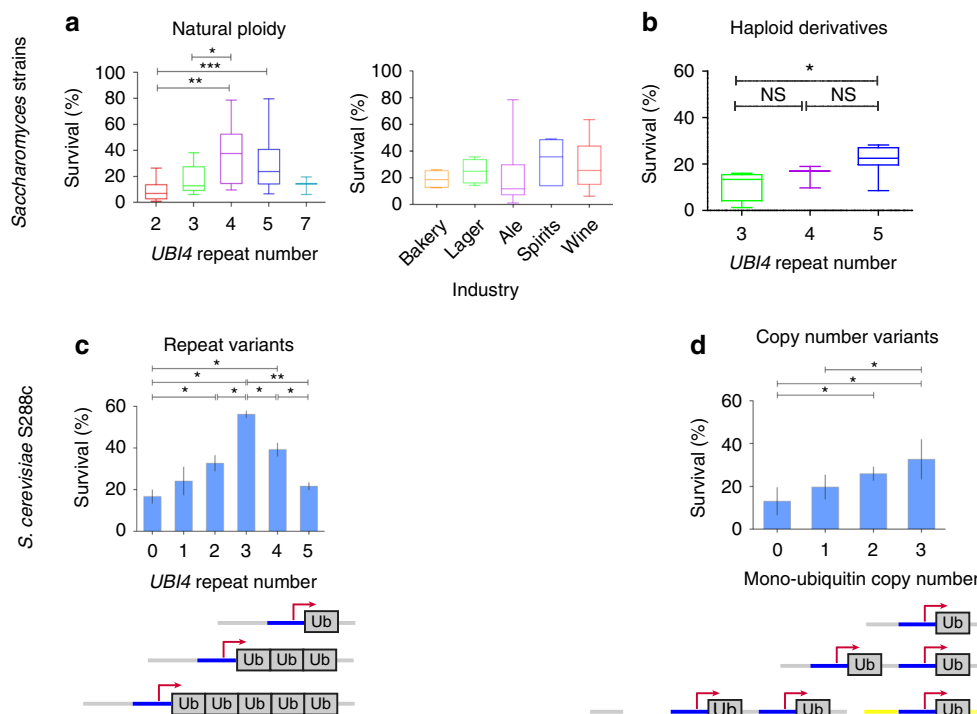 a
Natural ploidy
Saccharomyces strains
Survival (%)
100
80
60
40
20
0
*
***
**
2 3 4 5 7
UBI4 repeat number
Survival (%)
100
80
60
40
20
0
Bakery Lager Ale Spirits Wine
Industry
b
Haploid derivatives
Survival (%)
60
40
20
0
*
NS NS
3 4 5
UBI4 repeat number
c
Repeat variants
S. cerevisiae S288c
Survival (%)
60
40
20
0
*
* **
* * * *
0 1 2 3 4 5
UBI4 repeat number
Ub
Ub Ub Ub
Ub Ub Ub Ub Ub
d
Copy number variants
Survival (%)
60
40
20
0
*
*
*
0 1 2 3
Mono-ubiquitin copy number
Ub
Ub Ub
Ub Ub Ub